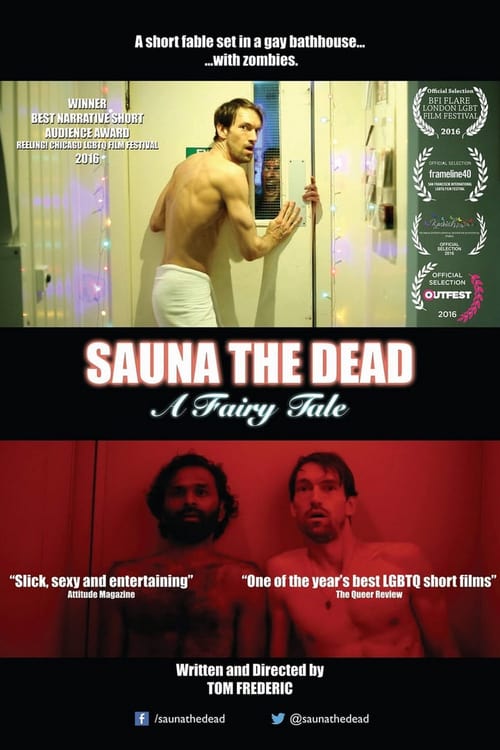 A short fable set in a gay bathhouse...
...with zombies.
WINNER
BEST NARRATIVE SHORT
AUDIENCE AWARD
REELING! CHICAGO LGBTQ FILM FESTIVAL
2016
Official Selection
BFI FLARE
LONDON LGBT
FILM FESTIVAL
2016
OFFICIAL SELECTION
frameline40
SAN FRANCISCO INTERNATIONAL
LGBTQ FILM FESTIVAL
OFFICIAL
SELECTION
2016
OFFICIAL
SELECTION
OUTFEST
2016
SAUNA THE DEAD
A Fairy Tale
“Slick, sexy and entertaining”
Attitude Magazine
“One of the year's best LGBTQ short films”
The Queer Review
Written and Directed by
TOM FREDERIC
f /saunathedead
@saunathedead